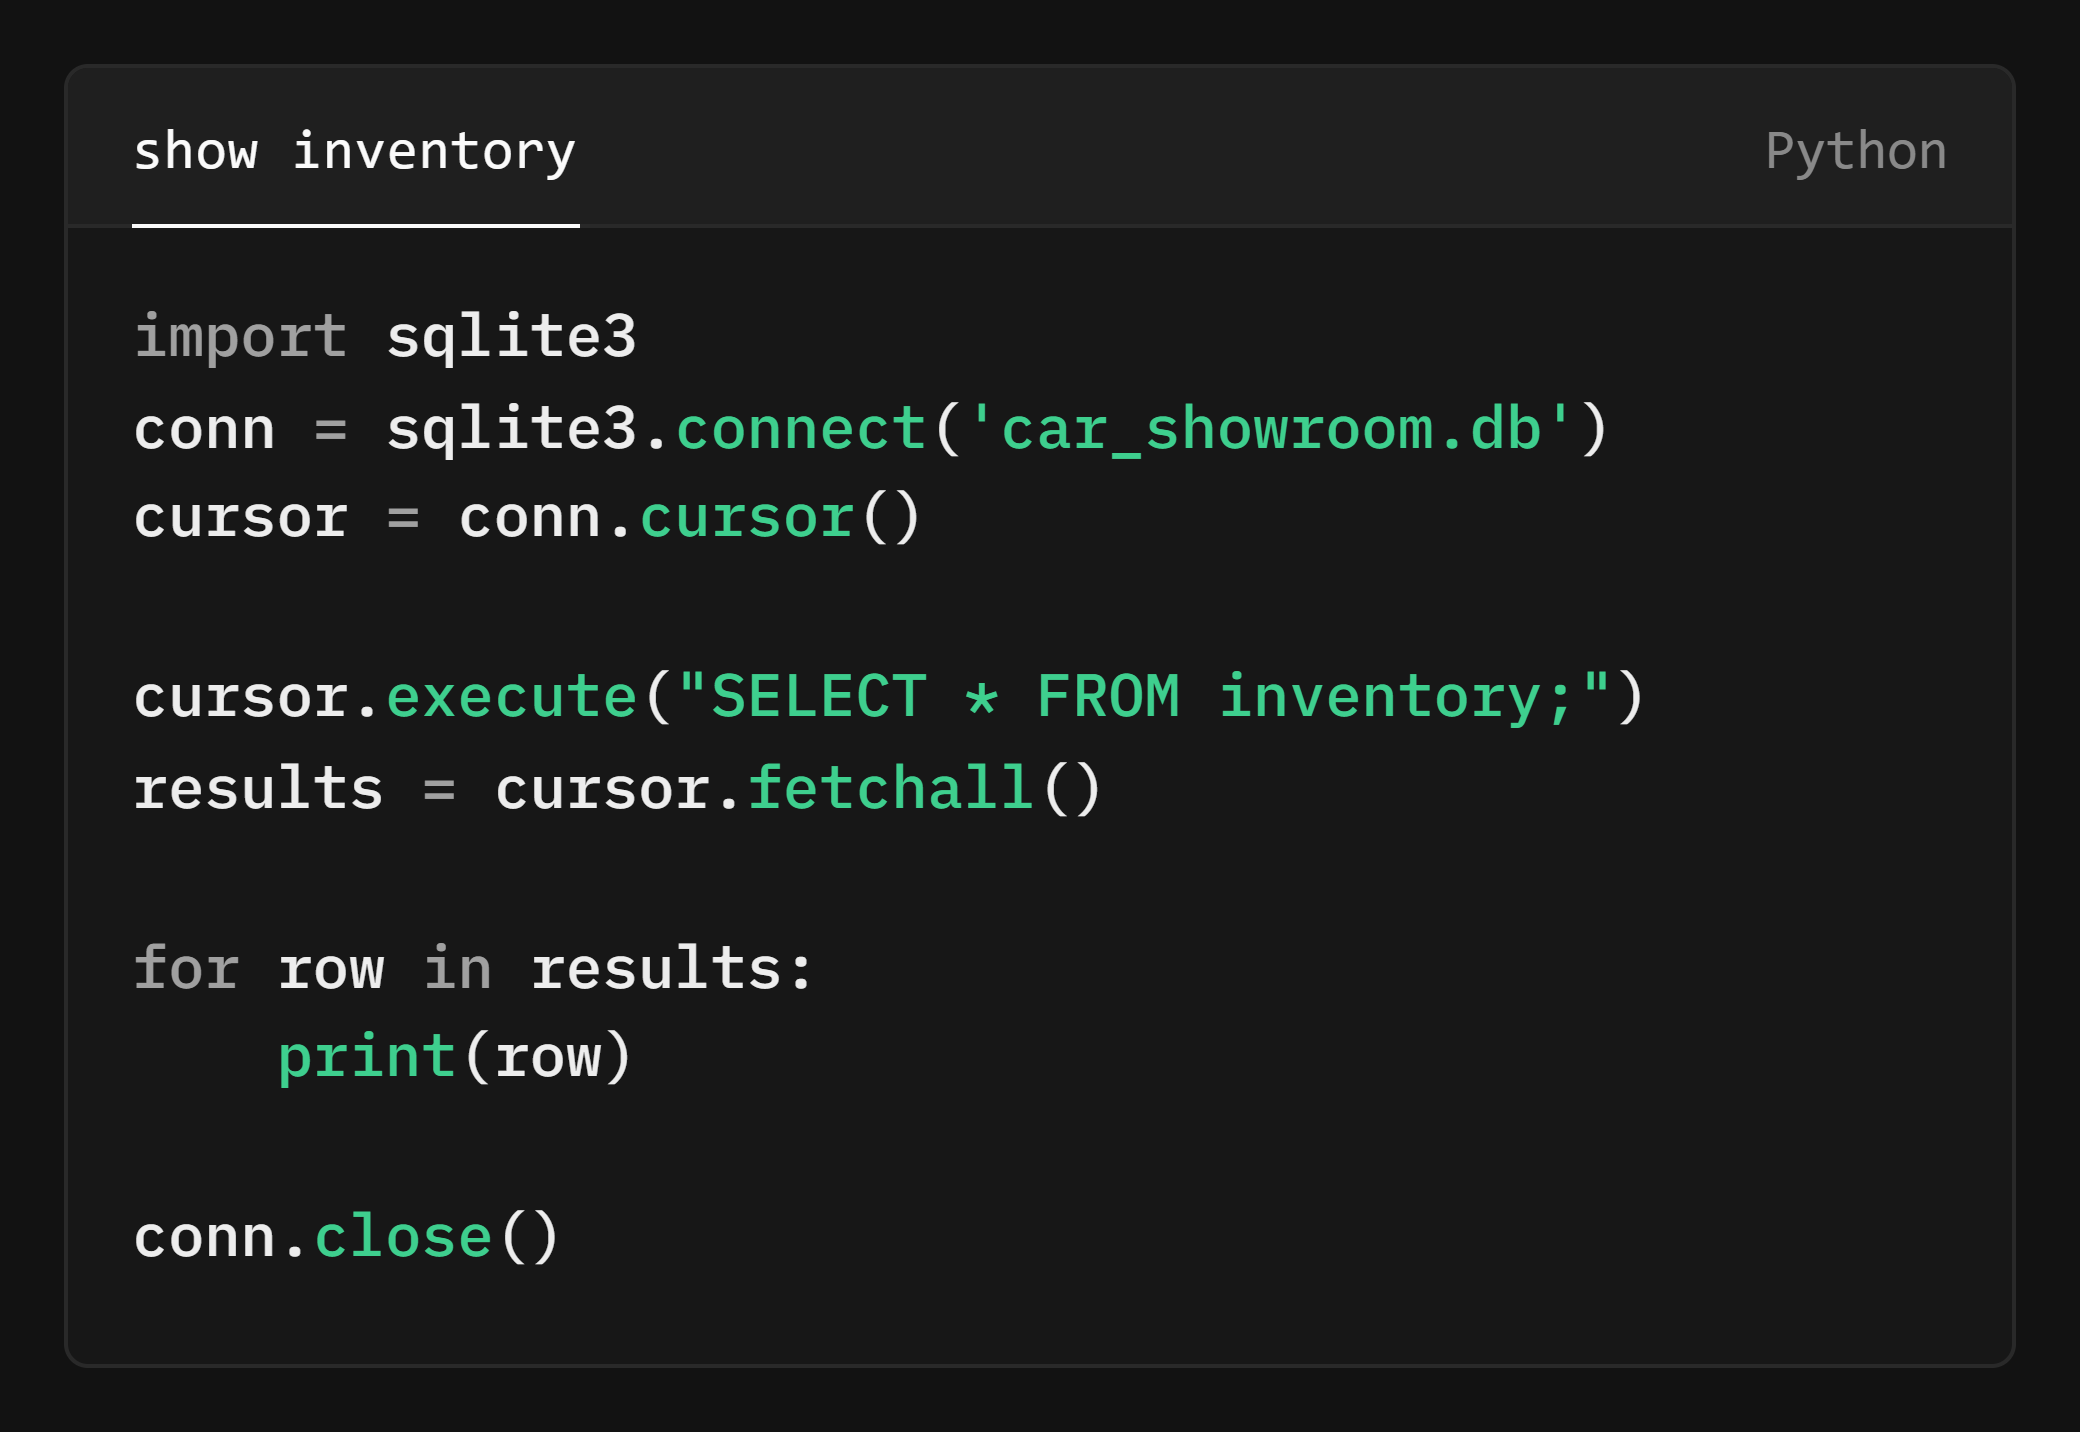 show inventory
Python
import sqlite3
conn = sqlite3.connect('car_showroom.db')
cursor = conn.cursor()
cursor.execute("SELECT * FROM inventory;")
results = cursor.fetchall()
for row in results:
    print(row)
conn.close()